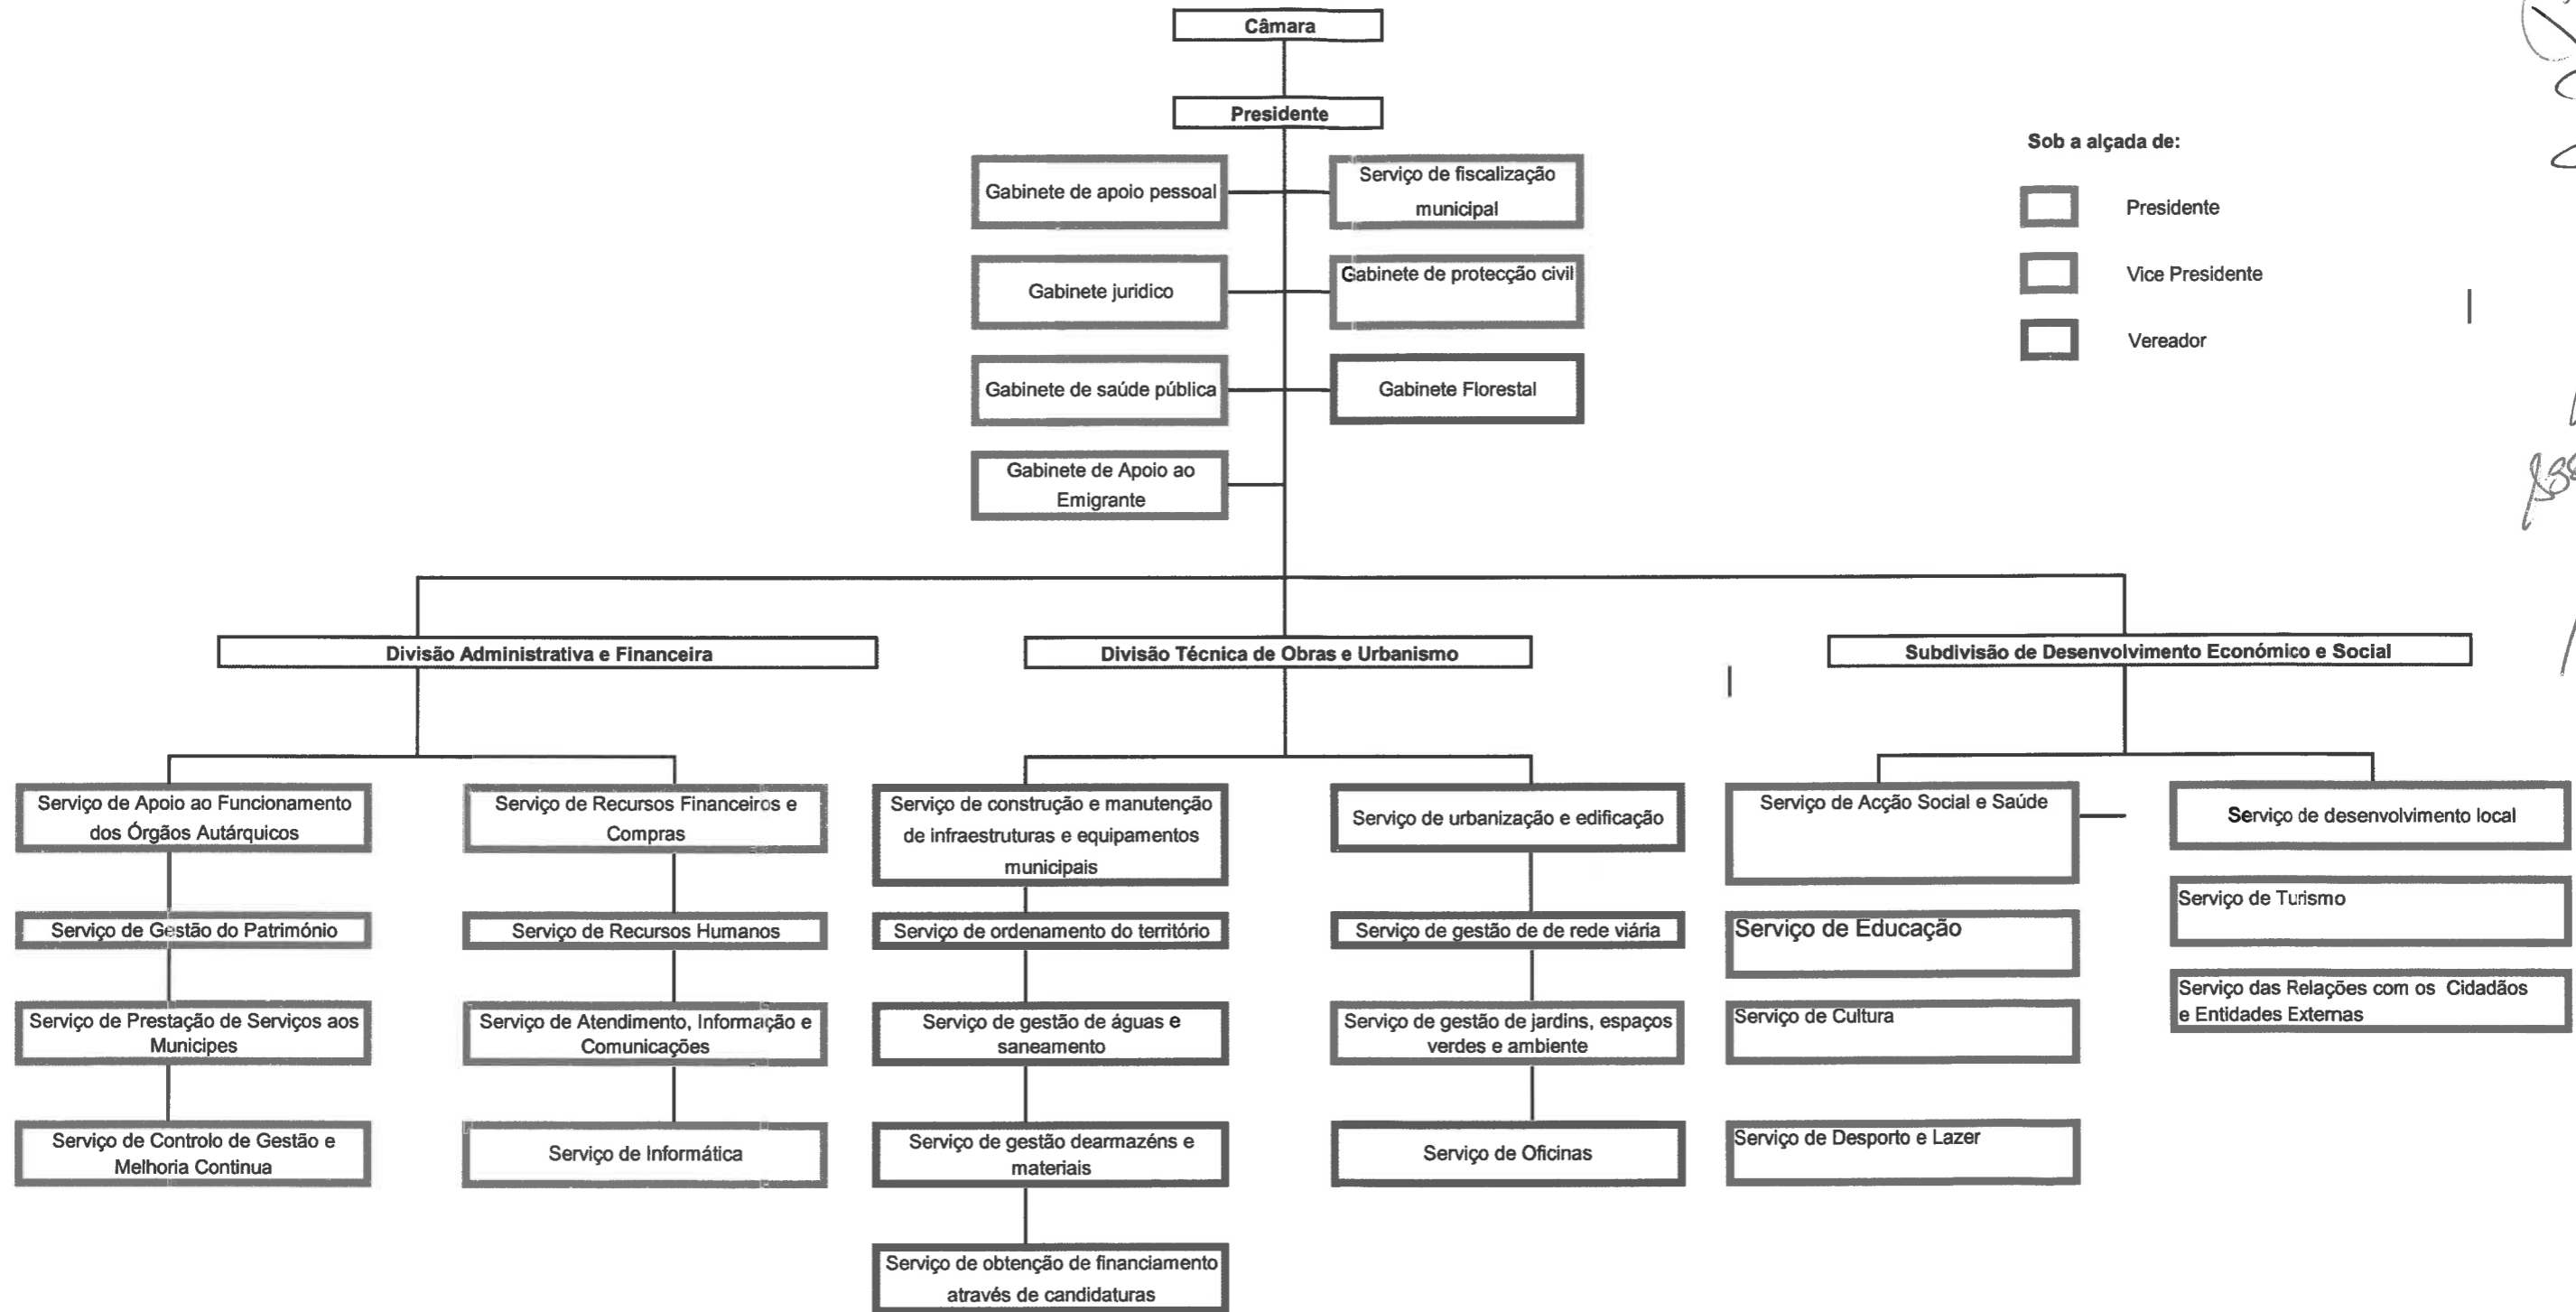 Câmara
Presidente
Sob a alçada de:
Presidente
Vice Presidente
Vereador
Gabinete de apoio pessoal
Serviço de fiscalização
municipal
Gabinete juridico
Gabinete de protecção civil
Gabinete de saúde pública
Gabinete Florestal
Gabinete de Apoio ao
Emigrante
Divisão Administrativa e Financeira
Divisão Técnica de Obras e Urbanismo
Subdivisão de Desenvolvimento Económico e Social
Serviço de Apoio ao Funcionamento
dos Órgãos Autárquicos
Serviço de Gestão do Património
Serviço de Prestação de Serviços aos
Municipes
Serviço de Controlo de Gestão e
Melhoria Continua
Serviço de Recursos Financeiros e
Compras
Serviço de Recursos Humanos
Serviço de Atendimento, Informação e
Comunicações
Serviço de Informática
Serviço de construção e manutenção
de infraestruturas e equipamentos
municipais
Serviço de ordenamento do território
Serviço de gestão de águas e
saneamento
Serviço de gestão dearmazéns e
materiais
Serviço de obtenção de financiamento
através de candidaturas
Serviço de urbanização e edificação
Serviço de gestão de de rede viária
Serviço de gestão de jardins, espaços
verdes e ambiente
Serviço de Oficinas
Serviço de Acção Social e Saúde
Serviço de Educação
Serviço de Cultura
Serviço de Desporto e Lazer
Serviço de desenvolvimento local
Serviço de Turismo
Serviço das Relações com os Cidadãos
e Entidades Externas